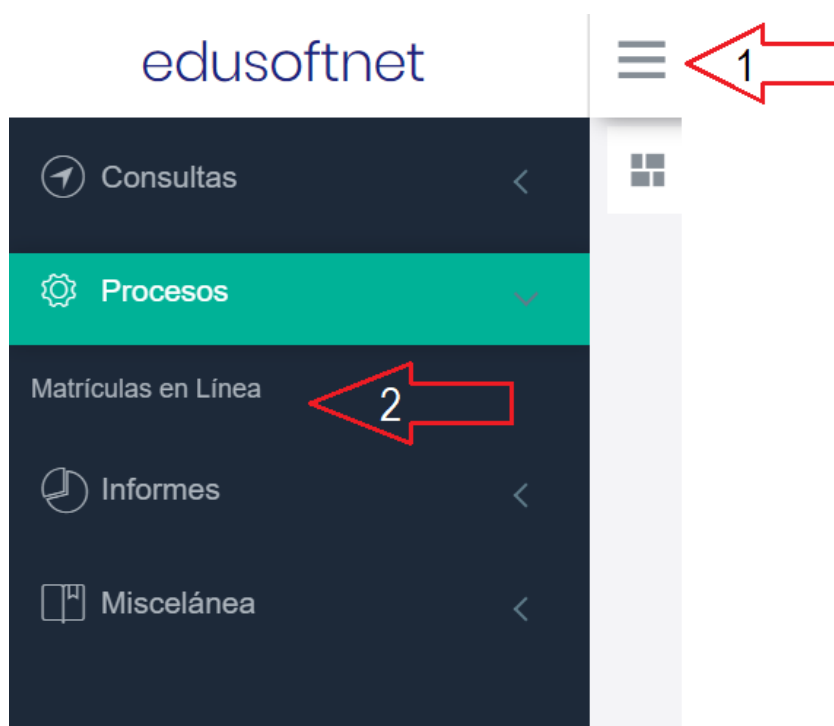 edusoftnet
1
Consultas
Procesos
Matrículas en Línea
2
Informes
Miscelánea